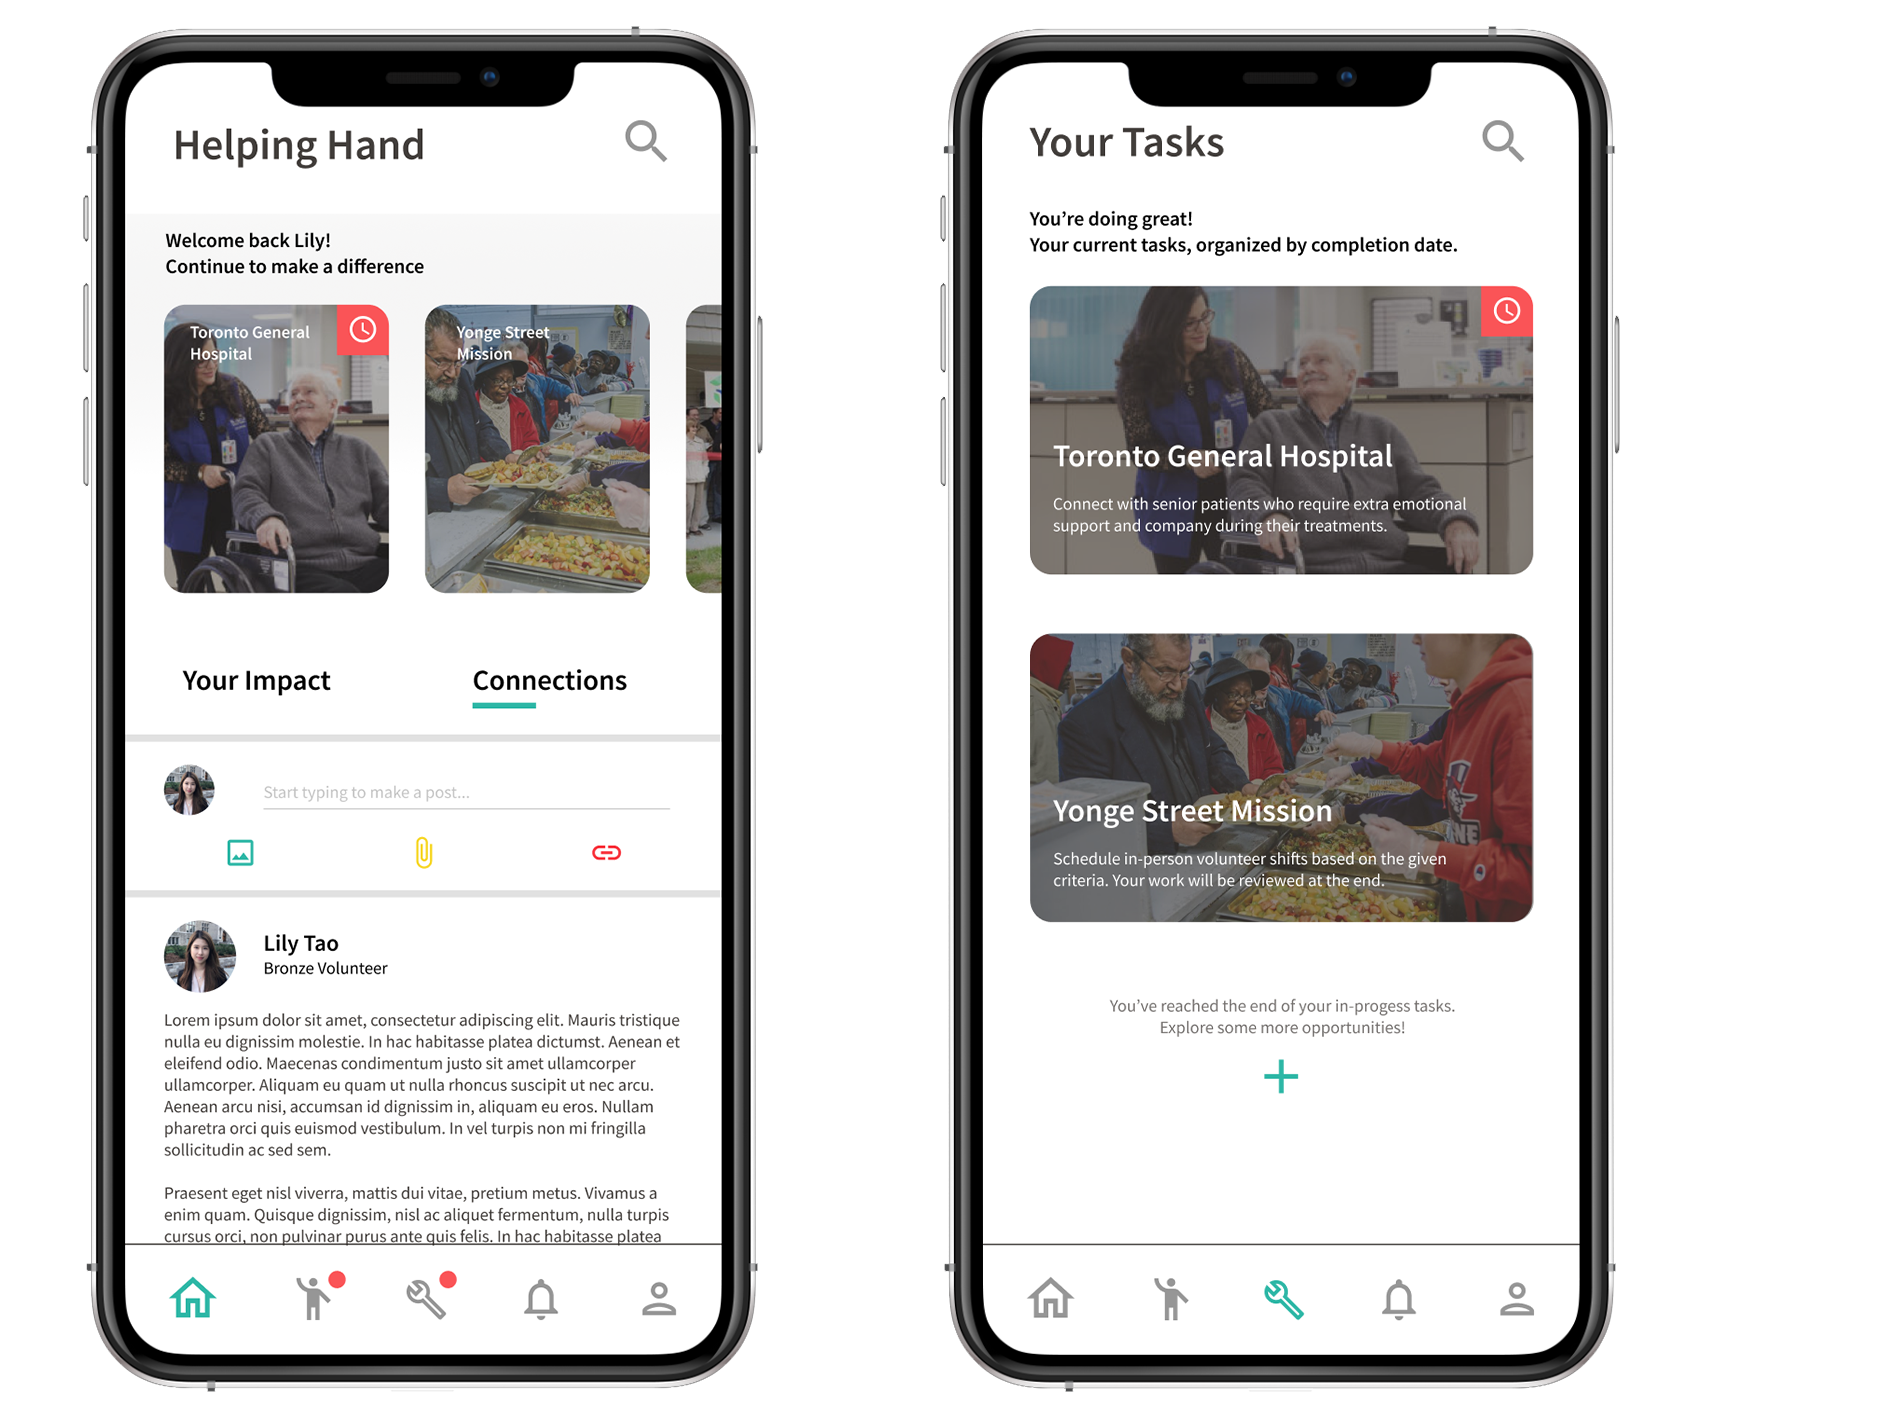 Helping Hand
Welcome back Lily!
Continue to make a difference
Toronto General
Hospital
Yonge Street
Mission
Your Impact
Connections
Start typing to make a post...
Lily Tao
Bronze Volunteer
Lorem ipsum dolor sit amet, consectetur adipiscing elit. Mauris tristique
nulla eu dignissim molestie. In hac habitasse platea dictumst. Aenean et
eleifend odio. Maecenas condimentum justo sit amet ullamcorper
ullamcorper. Aliquam eu quam ut nulla rhoncus suscipit ut nec arcu.
Aenean arcu nisi, accumsan id dignissim in, aliquam eu eros. Nullam
pharetra orci quis euismod vestibulum. In vel turpis non mi fringilla
sollicitudin ac sed sem.
Praesent eget nisl viverra, mattis dui vitae, pretium metus. Vivamus a
enim quam. Quisque dignissim, nisl ac aliquet fermentum, nulla turpis
cursus orci, non pulvinar purus ante quis felis. In hac habitasse platea
Your Tasks
You're doing great!
Your current tasks, organized by completion date.
Toronto General Hospital
Connect with senior patients who require extra emotional
support and company during their treatments.
Yonge Street Mission
Schedule in-person volunteer shifts based on the given
criteria. Your work will be reviewed at the end.
You've reached the end of your in-progess tasks.
Explore some more opportunities!